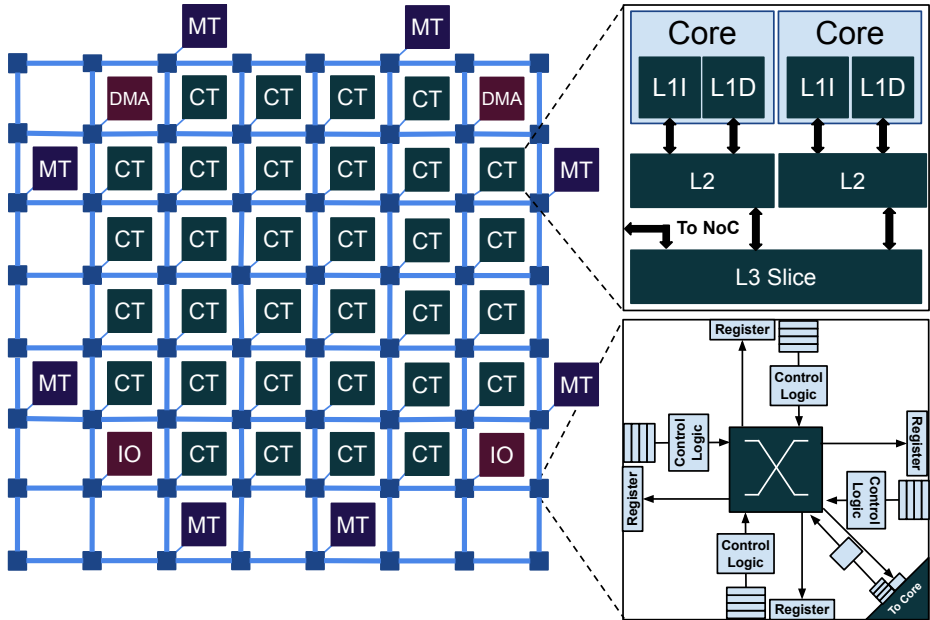 MT MT
DMA CT CT CT CT DMA
MT CT CT CT CT CT CT MT
CT CT CT CT CT CT
CT CT CT CT CT CT
MT CT CT CT CT CT CT MT
IO CT CT CT CT IO
MT MT
Core Core
L1I L1D L1I L1D
L2 L2
To NoC
L3 Slice
Register
Control
Logic
Control
Logic
Register
Register
Control
Logic
Control
Logic
Register
To Core